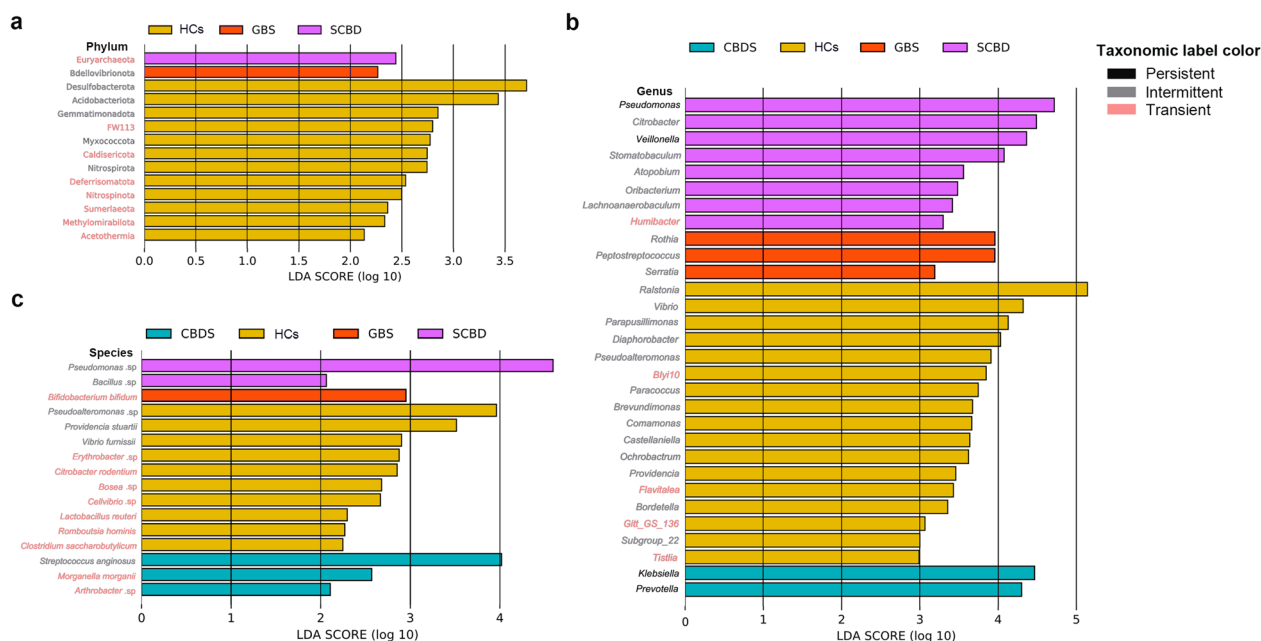 a
HCs GBS SCBD
Phylum
Euryarchaeota
Bdellovibrionota
Desulfobacterota
Acidobacteriota
Gemmatimonadota
FW113
Myxococcota
Caldisericota
Nitrospirota
Deferrisomatota
Nitrospinota
Sumerlaeota
Methylomirabilota
Acetothermia
0.0 0.5 1.0 1.5 2.0 2.5 3.0 3.5
LDA SCORE (log 10)
b
CBDS HCs GBS SCBD
Taxonomic label color
Persistent
Intermittent
Transient
Genus
Pseudomonas
Citrobacter
Veillonella
Stomatobaculum
Atopobium
Oribacterium
Lachnoanaerobaculum
Humibacter
Rothia
Peptostreptococcus
Serratia
Ralstonia
Vibrio
Parapusillimonas
Diaphorobacter
Pseudoalteromonas
Blyi10
Paracoccus
Brevundimonas
Comamonas
Castellaniella
Ochrobactrum
Providencia
Flavitalea
Bordetella
Gitt_GS_136
Subgroup_22
Tistlia
Klebsiella
Prevotella
0 1 2 3 4 5
LDA SCORE (log 10)
c
CBDS HCs GBS SCBD
Species
Pseudomonas .sp
Bacillus .sp
Bifidobacterium bifidum
Pseudoalteromonas .sp
Providencia stuartii
Vibrio furnissii
Erythrobacter .sp
Citrobacter rodentium
Bosea .sp
Cellvibrio .sp
Lactobacillus reuteri
Romboutsia hominis
Clostridium saccharobutylicum
Streptococcus anginosus
Morganella morganii
Arthrobacter .sp
0 1 2 3 4
LDA SCORE (log 10)